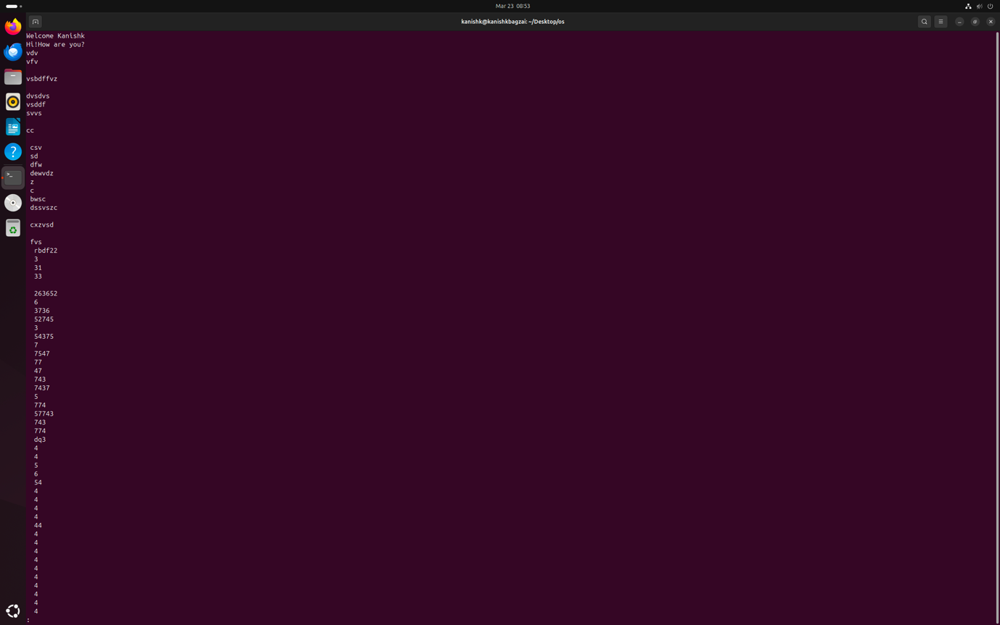 Mar 23 08:53
kanishk@kanishkbagzai: ~/Desktop/os
Welcome Kanishk
Hi!How are you?
vdv
vfv
vsbdffvz
dvsdvs
vsddf
svvs
cc
csv
sd
dfw
dewvdz
z
c
bwsc
dssvszc
cxzvsd
fvs
rbdf22
3
31
33
263652
6
3736
52745
3
54375
7
7547
77
47
743
7437
5
774
57743
743
774
dq3
4
4
5
6
54
4
4
4
4
44
4
4
4
4
4
4
4
4
4
4
: